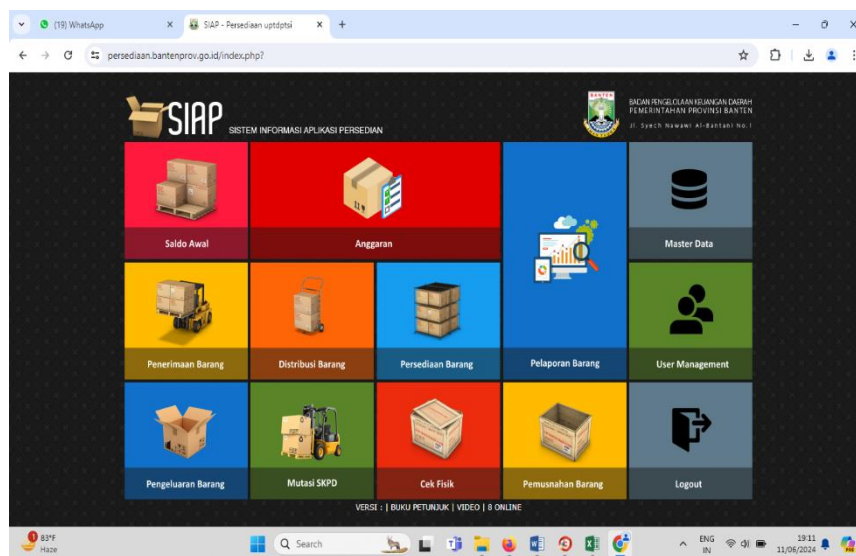 (19) WhatsApp
SIAP - Persediaan uptdptsi
persediaan.bantenprov.go.id/index.php?
SIAP SISTEM INFORMASI APLIKASI PERSEDIAN
BANTEN
BADAN PENGELOLAAN KEUANGAN DAERAH
PEMERINTAHAN PROVINSI BANTEN
Jl. Syech Nawawi Al-Bantani No.1
Saldo Awal
Anggaran
Master Data
Penerimaan Barang
Distribusi Barang
Persediaan Barang
Pelaporan Barang
User Management
Pengeluaran Barang
Mutasi SKPD
Cek Fisik
Pemusnahan Barang
Logout
VERSI : | BUKU PETUNJUK | VIDEO | 8 ONLINE
83°F
Haze
Search
ENG
IN
19:11
11/06/2024